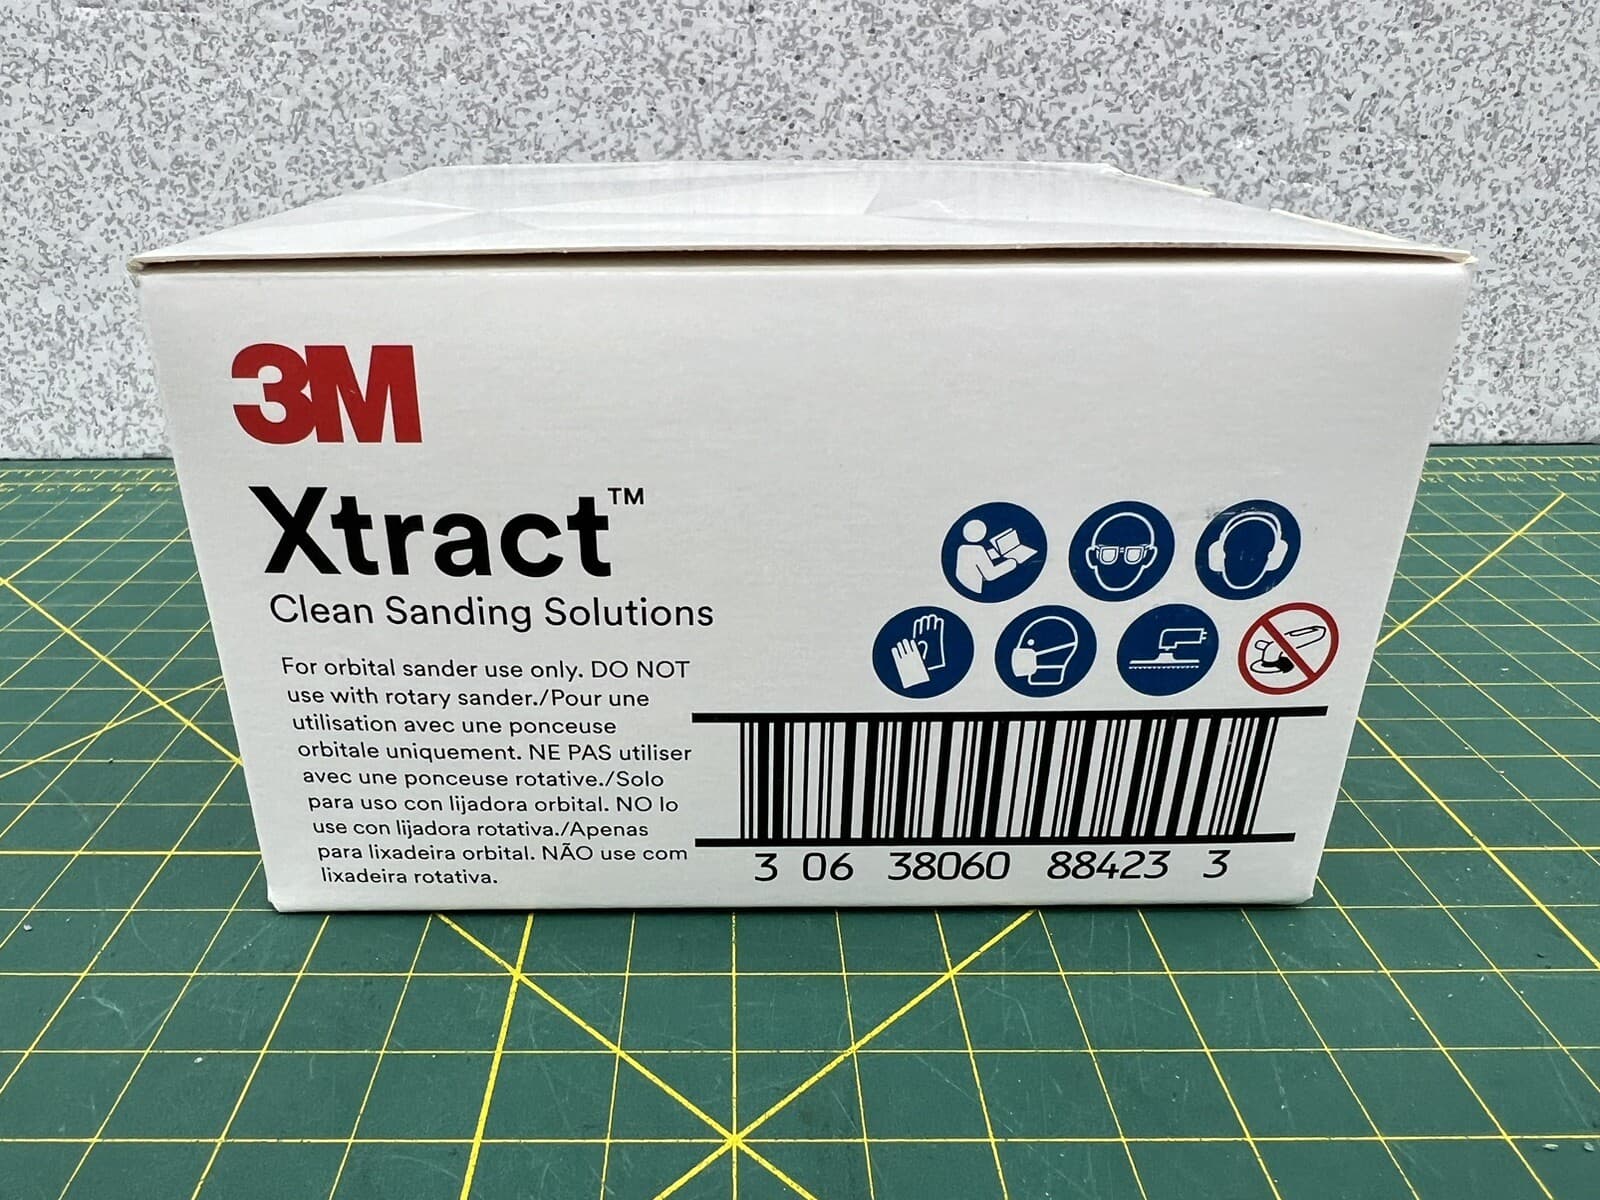 3M
Xtract™
Clean Sanding Solutions
For orbital sander use only. DO NOT
use with rotary sander./Pour une
utilisation avec une ponceuse
orbitale uniquement. NE PAS utiliser
avec une ponceuse rotative./Solo
para uso con lijadora orbital. NO lo
use con lijadora rotativa./Apenas
para lixadeira orbital. NÃO use com
lixadeira rotativa.
3 06 38060 88423 3